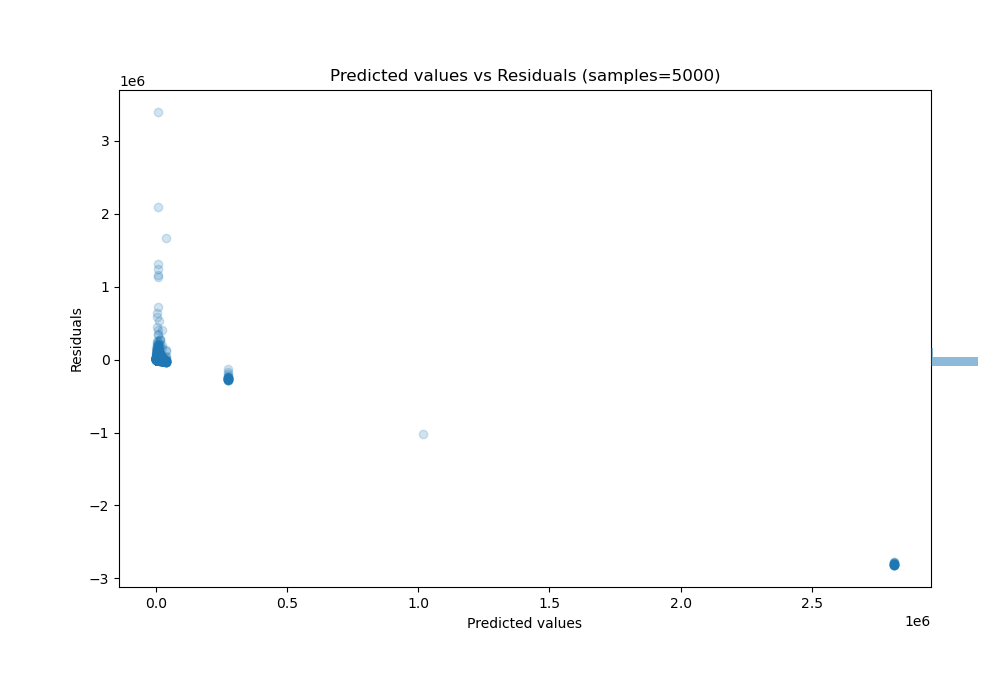 Predicted values vs Residuals (samples=5000)
1e6
3
2
1
0
−1
−2
−3
Residuals
0.0 0.5 1.0 1.5 2.0 2.5
1e6
Predicted values